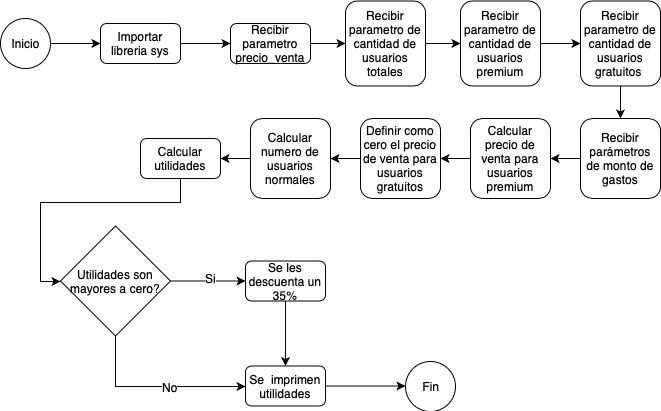 Inicio
Importar
libreria sys
Recibir
parametro
precio_venta
Recibir
parametro de
cantidad de
usuarios
totales
Recibir
parametro de
cantidad de
usuarios
premium
Recibir
parametro de
cantidad de
usuarios
gratuitos
Recibir
parámetros
de monto de
gastos
Calcular
precio de
venta para
usuarios
premium
Definir como
cero el precio
de venta para
usuarios
gratuitos
Calcular
numero de
usuarios
normales
Calcular
utilidades
Utilidades son
mayores a cero?
Si
Se les
descuenta un
35%
No
Se imprimen
utilidades
Fin